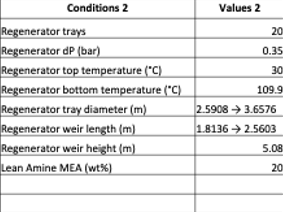 Conditions 2 Values 2
Regenerator trays 20
Regenerator dP (bar) 0.35
Regenerator top temperature (°C) 30
Regenerator bottom temperature (°C) 109.9
Regenerator tray diameter (m) 2.5908 → 3.6576
Regenerator weir length (m) 1.8136 → 2.5603
Regenerator weir height(m) 5.08
Lean Amine MEA (wt%) 20